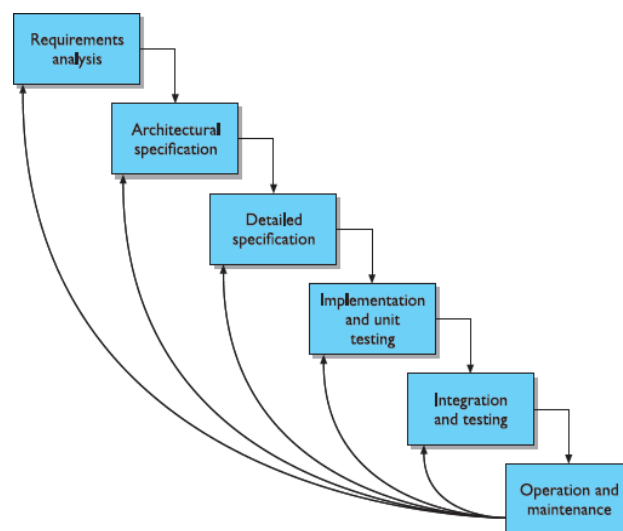 Requirements
analysis
Architectural
specification
Detailed
specification
Implementation
and unit
testing
Integration
and testing
Operation and
maintenance